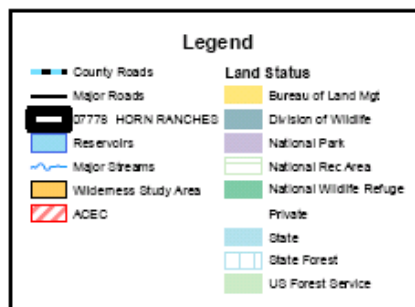 Legend
County Roads
Major Roads
07778 HORN RANCHES
Reservoirs
Major Streams
Wilderness Study Area
ACEC
Land Status
Bureau of Land Mgt
Division of Wildlife
National Park
National Rec Area
National Wildlife Refuge
Private
State
State Forest
US Forest Service